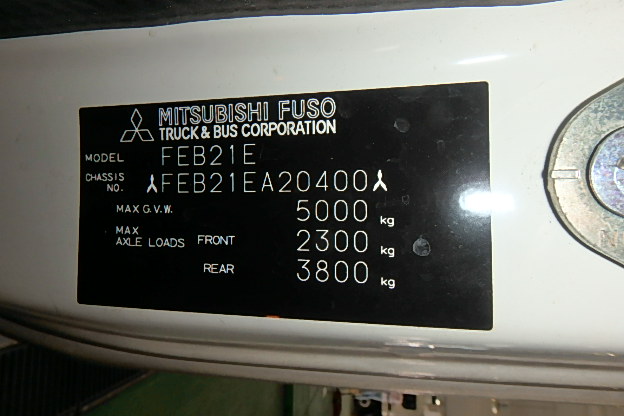 MITSUBISHI FUSO
TRUCK & BUS CORPORATION
MODEL FEB21E
CHASSIS NO. FEB21EA20400
MAX G.V.W. 5000 kg
MAX AXLE LOADS FRONT 2300 kg
REAR 3800 kg